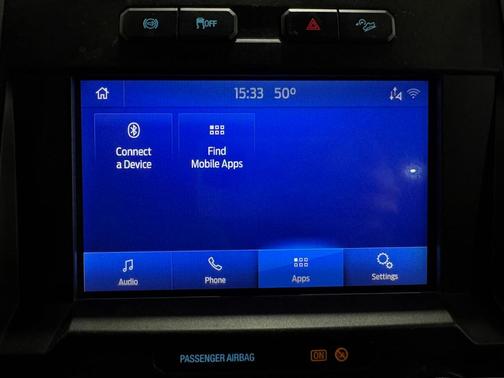 OFF
15:33 50°
Connect
a Device
Find
Mobile Apps
Audio
Phone
Apps
Settings
PASSENGER AIRBAG
ON